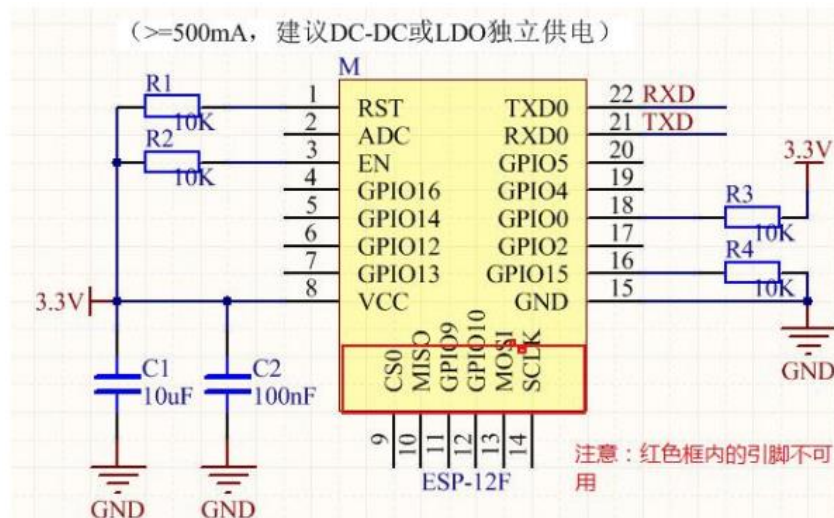 （>=500mA，建议DC-DC或LDO独立供电）
M
R1
10K
R2
10K
1 RST
2 ADC
3 EN
4 GPIO16
5 GPIO14
6 GPIO12
7 GPIO13
8 VCC
TXD0 22 RXD
RXD0 21 TXD
GPIO5 20
GPIO4 19
GPIO0 18
GPIO2 17
GPIO15 16
GND 15
3.3V
R3
10K
R4
10K
GND
3.3V
C1
10uF
C2
100nF
GND
GND
CS0
MISO
GPIO9
GPIO10
MOSI
SCLK
9
10
11
12
13
14
ESP-12F
注意：红色框内的引脚不可
用